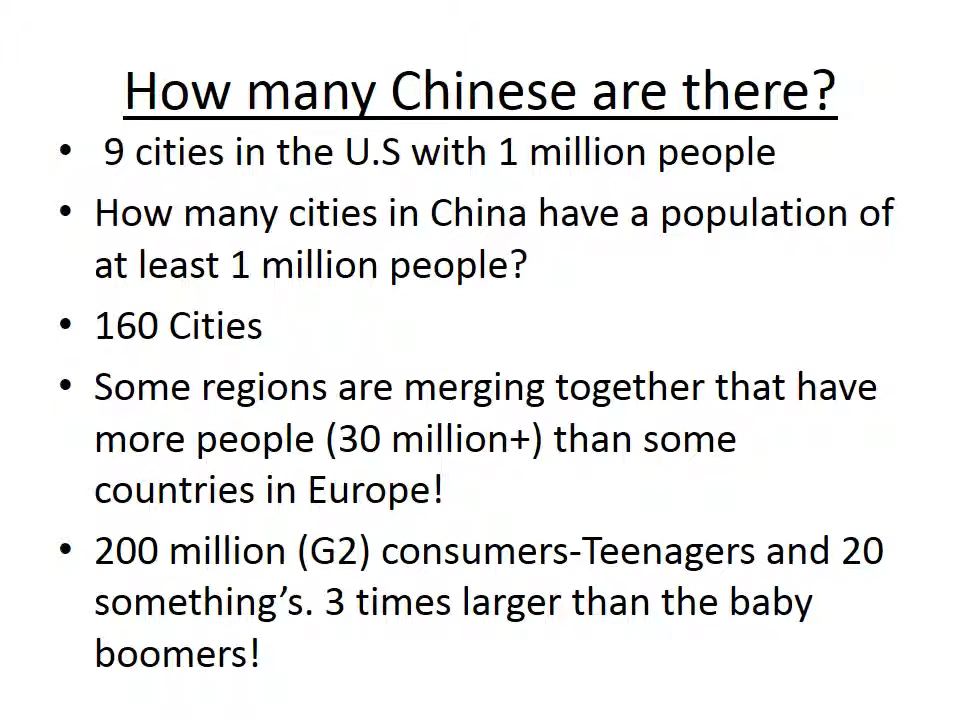 How many Chinese are there?
• 9 cities in the U.S with 1 million people
• How many cities in China have a population of
at least 1 million people?
• 160 Cities
• Some regions are merging together that have
more people (30 million+) than some
countries in Europe!
• 200 million (G2) consumers-Teenagers and 20
something’s. 3 times larger than the baby
boomers!